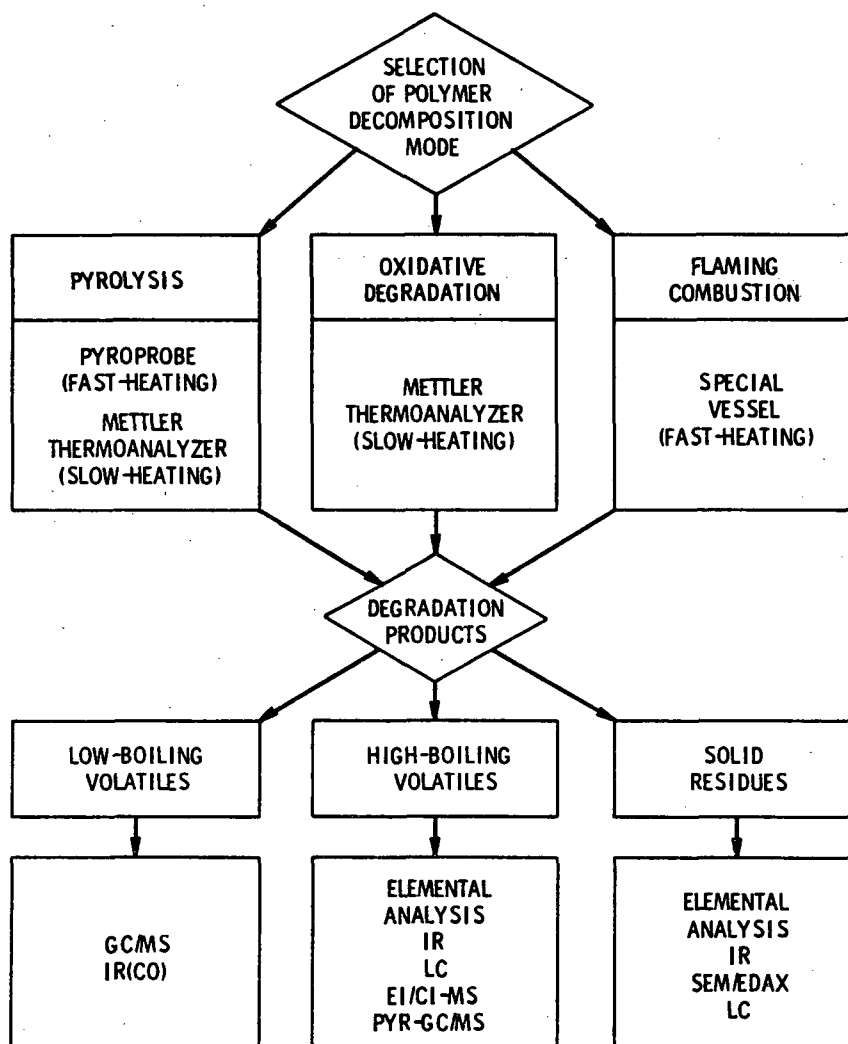 SELECTION
OF POLYMER
DECOMPOSITION
MODE
PYROLYSIS
PYROPROBE
(FAST-HEATING)
METTLER
THERMOANALYZER
(SLOW-HEATING)
OXIDATIVE
DEGRADATION
METTLER
THERMOANALYZER
(SLOW-HEATING)
FLAMING
COMBUSTION
SPECIAL
VESSEL
(FAST-HEATING)
DEGRADATION
PRODUCTS
LOW-BOILING
VOLATILES
HIGH-BOILING
VOLATILES
SOLID
RESIDUES
GC/MS
IR(CO)
ELEMENTAL
ANALYSIS
IR
LC
EI/CI-MS
PYR-GC/MS
ELEMENTAL
ANALYSIS
IR
SEM/EDAX
LC